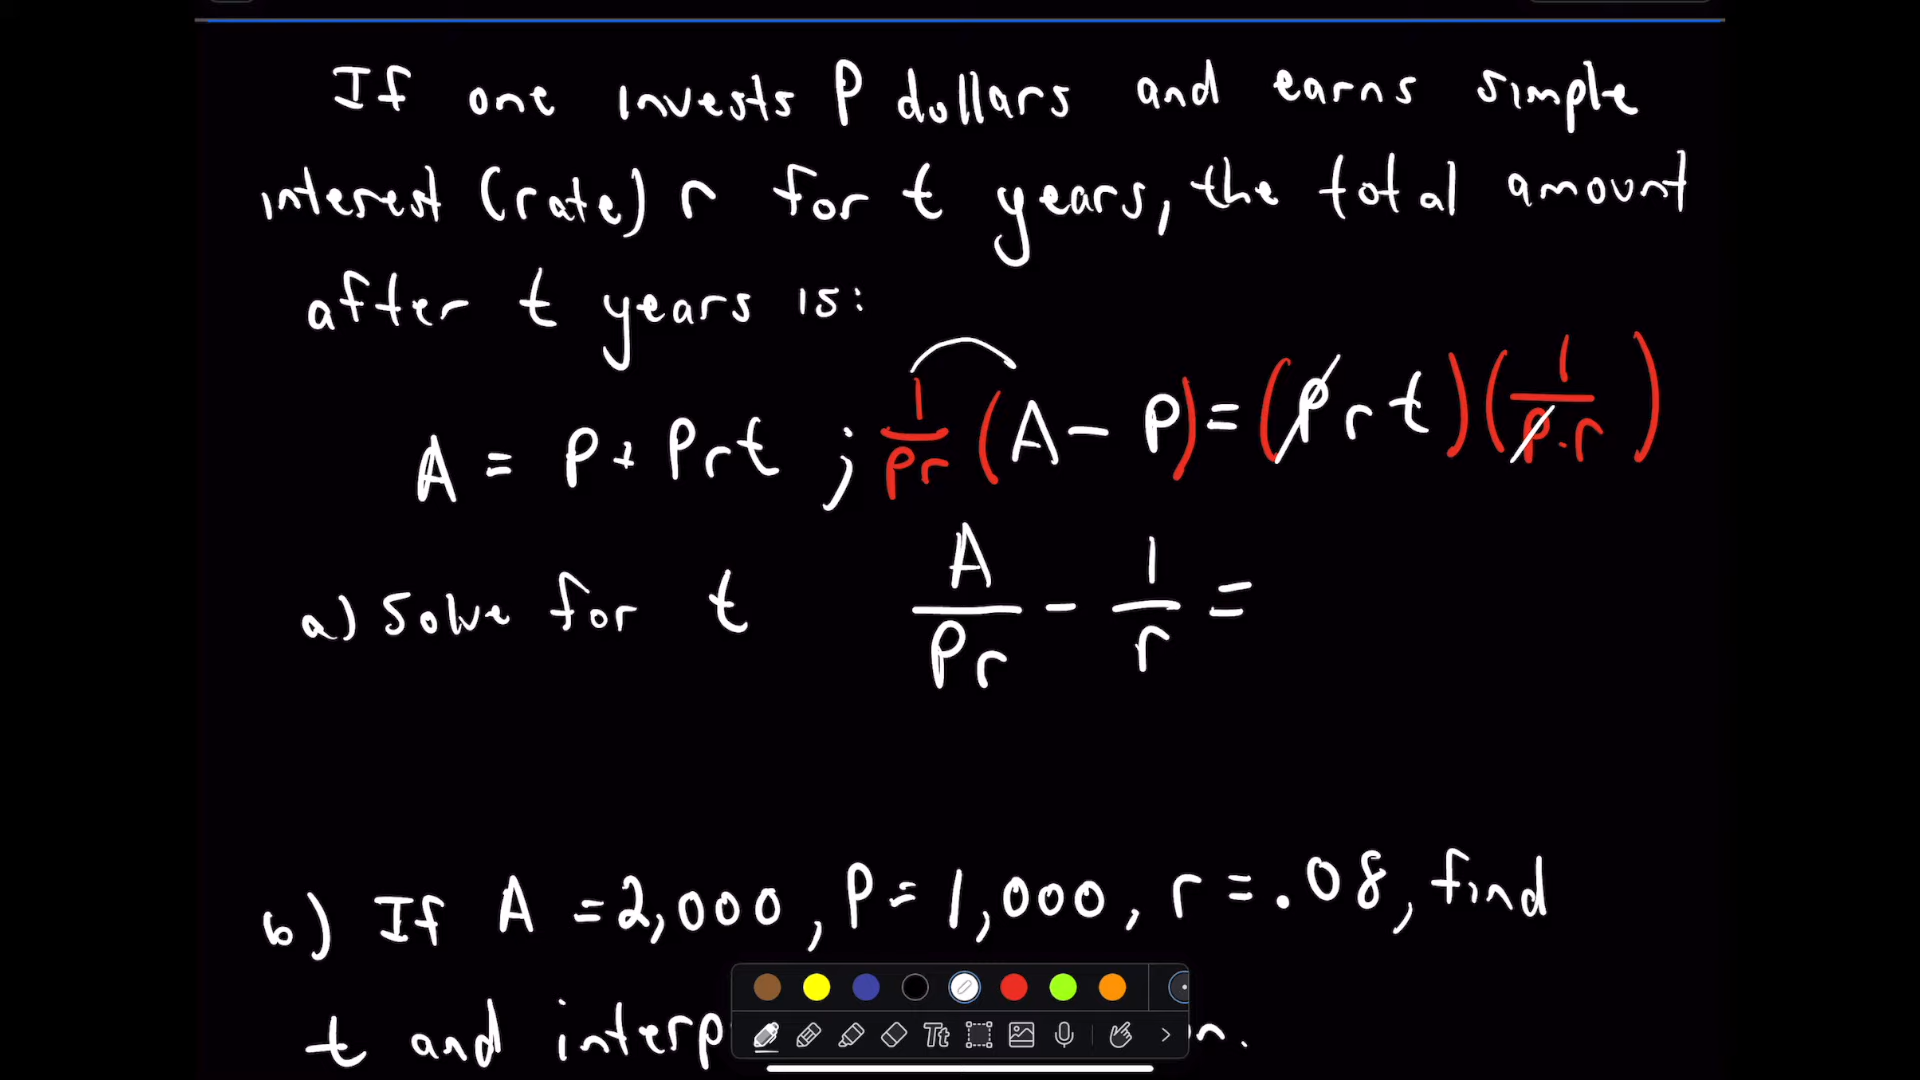 If one invests P dollars and earns simple
interest (rate) r for t years, the total amount
after t years is:
A = P + Prt ; 1/Pr (A - P) = (Prt)(1/P·r)
a) Solve for t A/Pr - 1/r =
b) If A = 2,000, P = 1,000, r = .08, find
t and interp n.
Tt